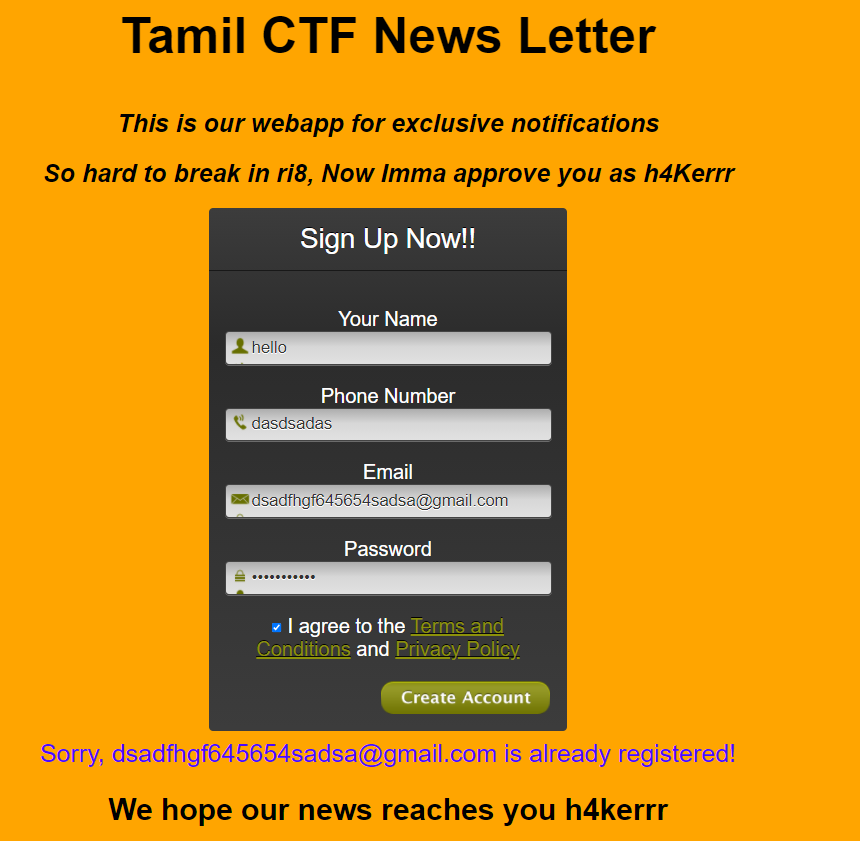 Tamil CTF News Letter
This is our webapp for exclusive notifications
So hard to break in ri8, Now Imma approve you as h4Kerrr
Sign Up Now!!
Your Name
hello
Phone Number
dasdsadas
Email
dsadfhgf645654sadsa@gmail.com
Password
•••••••••••
I agree to the Terms and
Conditions and Privacy Policy
Create Account
Sorry, dsadfhgf645654sadsa@gmail.com is already registered!
We hope our news reaches you h4kerrr